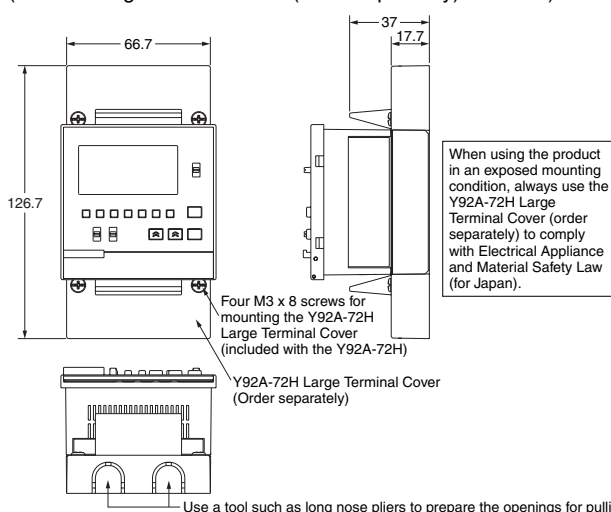 37
17.7
66.7
126.7
When using the product
in an exposed mounting
condition, always use the
Y92A-72H Large
Terminal Cover (order
separately) to comply
with Electrical Appliance
and Material Safety Law
(for Japan).
Four M3 x 8 screws for
mounting the Y92A-72H
Large Terminal Cover
(included with the Y92A-72H)
Y92A-72H Large Terminal Cover
(Order separately)
Use a tool such as long nose pliers to prepare the openings for